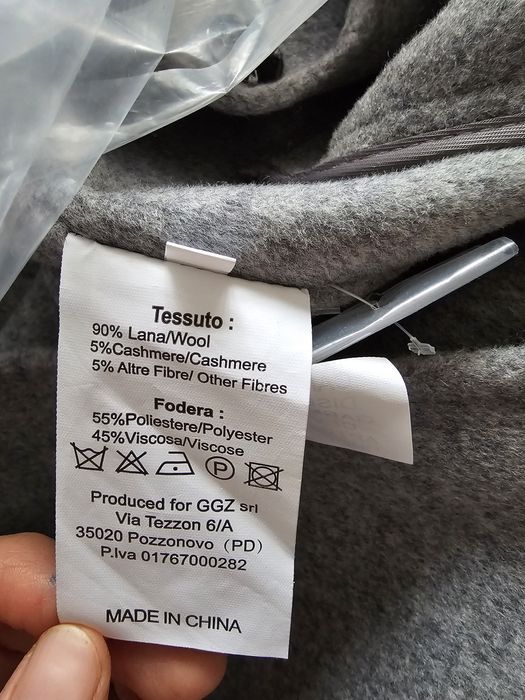 Tessuto :
90% Lana/Wool
5%Cashmere/Cashmere
5% Altre Fibre/ Other Fibres
Fodera :
55%Poliestere/Polyester
45%Viscosa/Viscose
P
Produced for GGZ srl
Via Tezzon 6/A
35020 Pozzonovo (PD)
P.Iva 01767000282
MADE IN CHINA